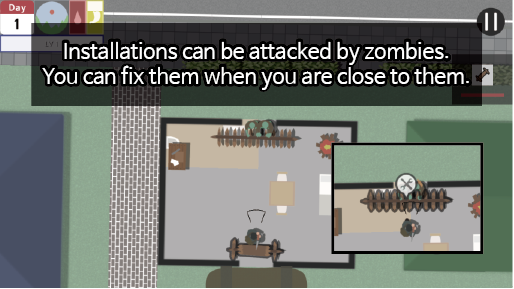 Day
1
Installations can be attacked by zombies.
You can fix them when you are close to them.